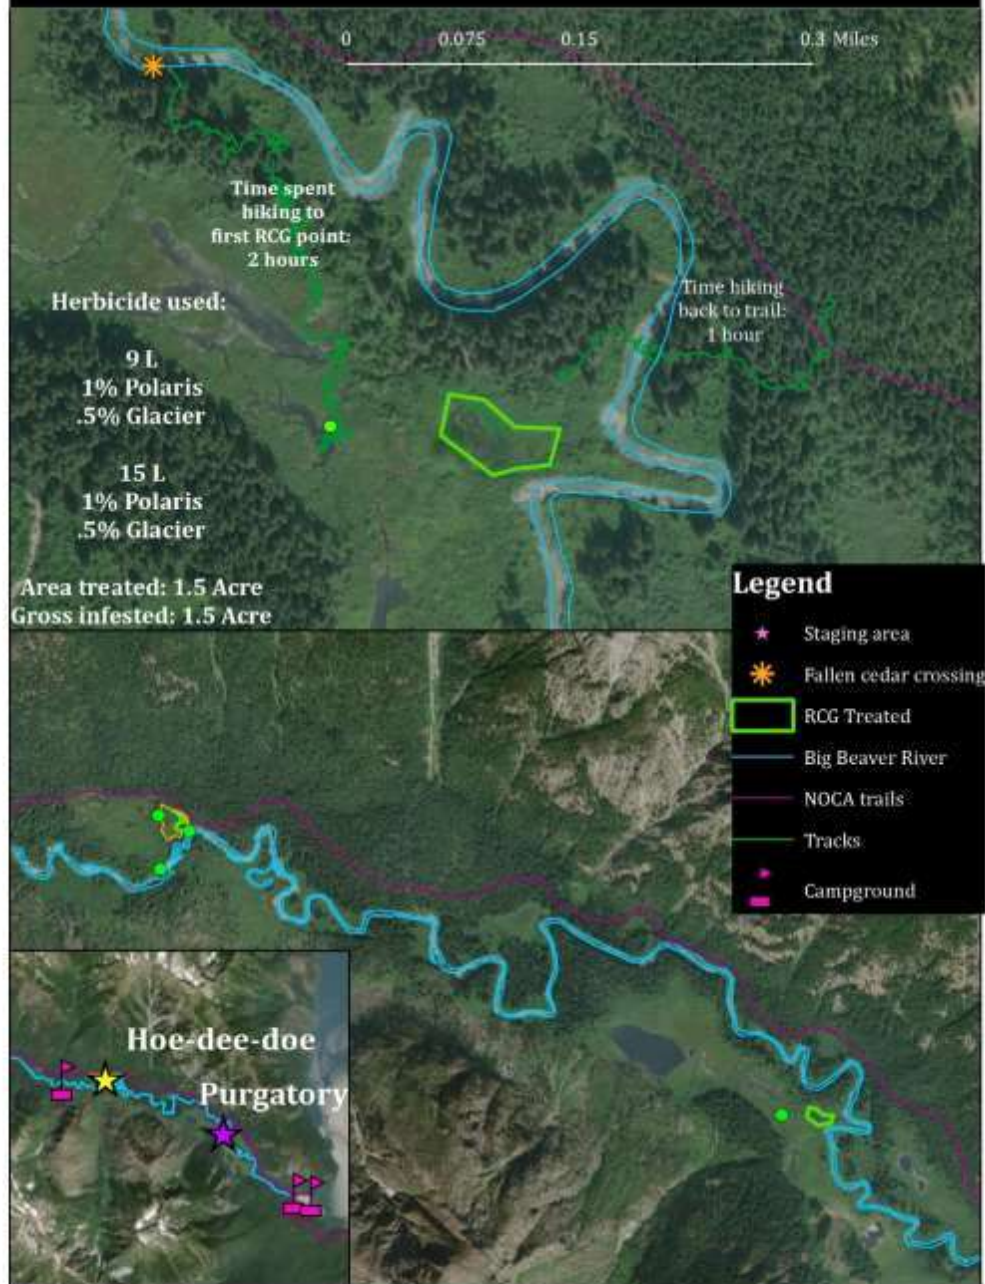 0 0.075 0.15 0.3 Miles
Time spent
hiking to
first RCG point:
2 hours
Time hiking
back to trail:
1 hour
Herbicide used:
9 L
1% Polaris
.5% Glacier
15 L
1% Polaris
.5% Glacier
Area treated: 1.5 Acre
Gross infested: 1.5 Acre
Legend
Staging area
Fallen cedar crossing
RCG Treated
Big Beaver River
NOCA trails
Tracks
Campground
Hoe-dee-doe
Purgatory